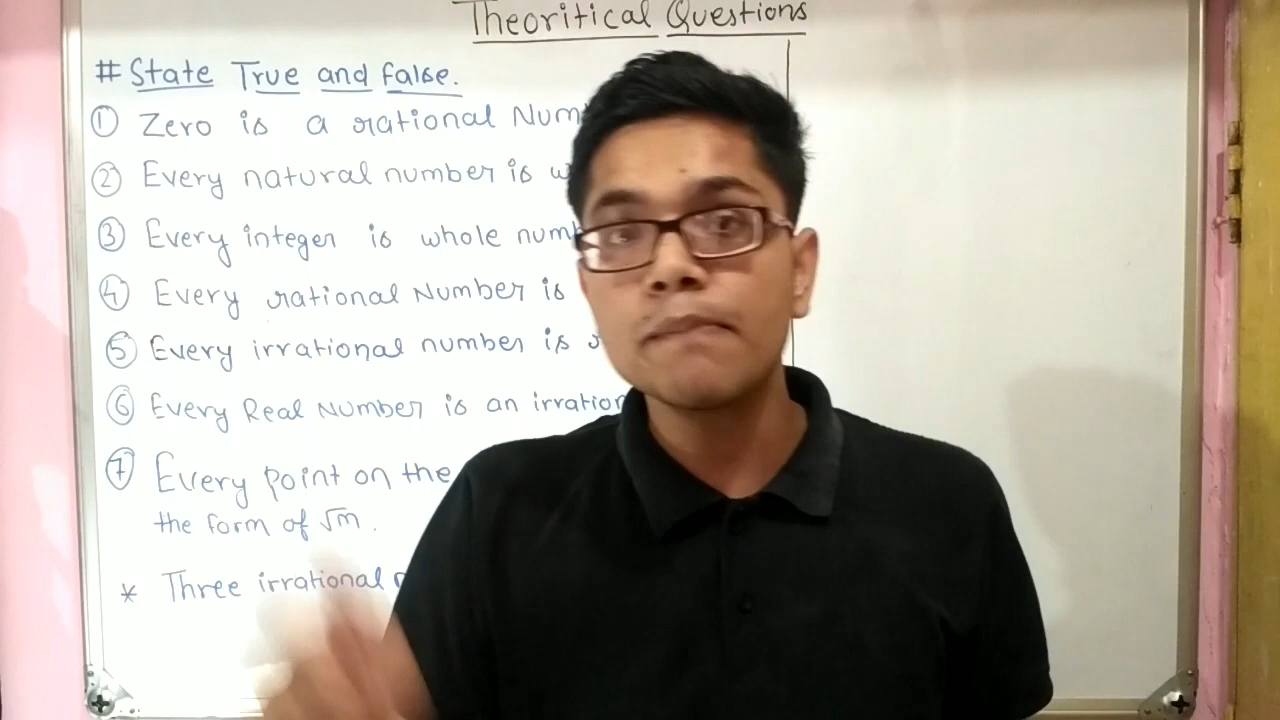 Theoritical Questions
# State True and false.
① Zero is a rational Num
② Every natural number is w
③ Every integer is whole numb
④ Every rational Number is
⑤ Every irrational number is
⑥ Every Real Number is an irration
⑦ Every point on the
the form of √m.
* Three irrational